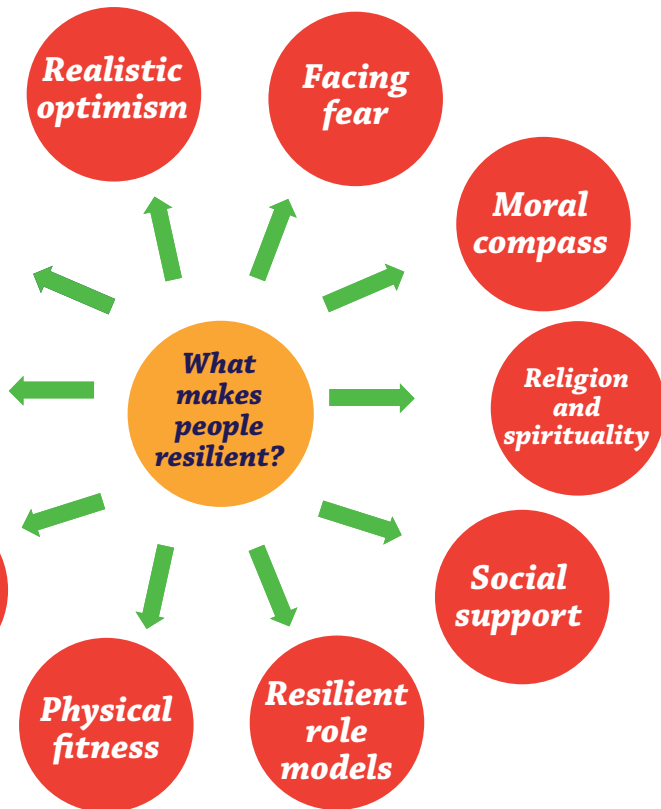 Realistic
optimism
Facing
fear
Moral
compass
What
makes
people
resilient?
Religion
and
spirituality
Social
support
Physical
fitness
Resilient
role
models